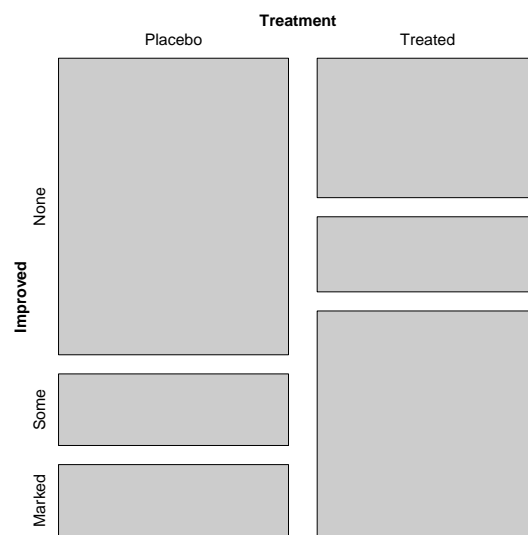 Treatment
Placebo Treated
Improved
None
Some
Marked